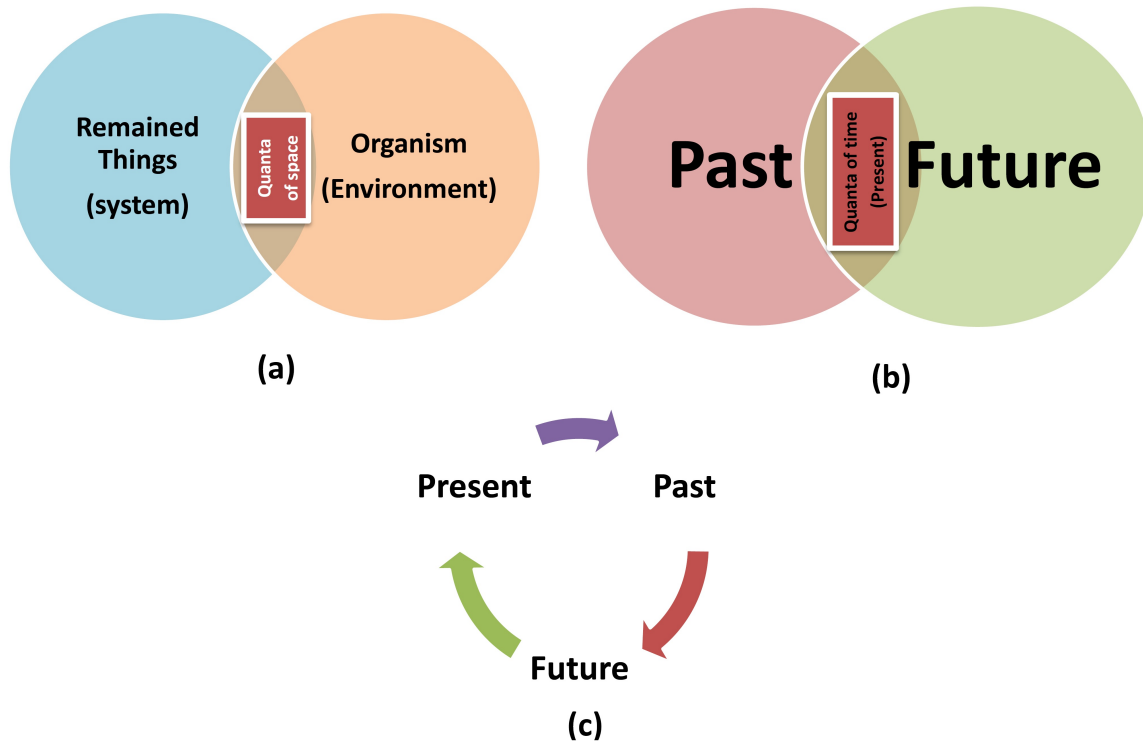 Remained
Things
(system)
Quanta
of space
Organism
(Environment)
(a)
Past
Quanta of time
(Present)
Future
(b)
Present
Past
Future
(c)